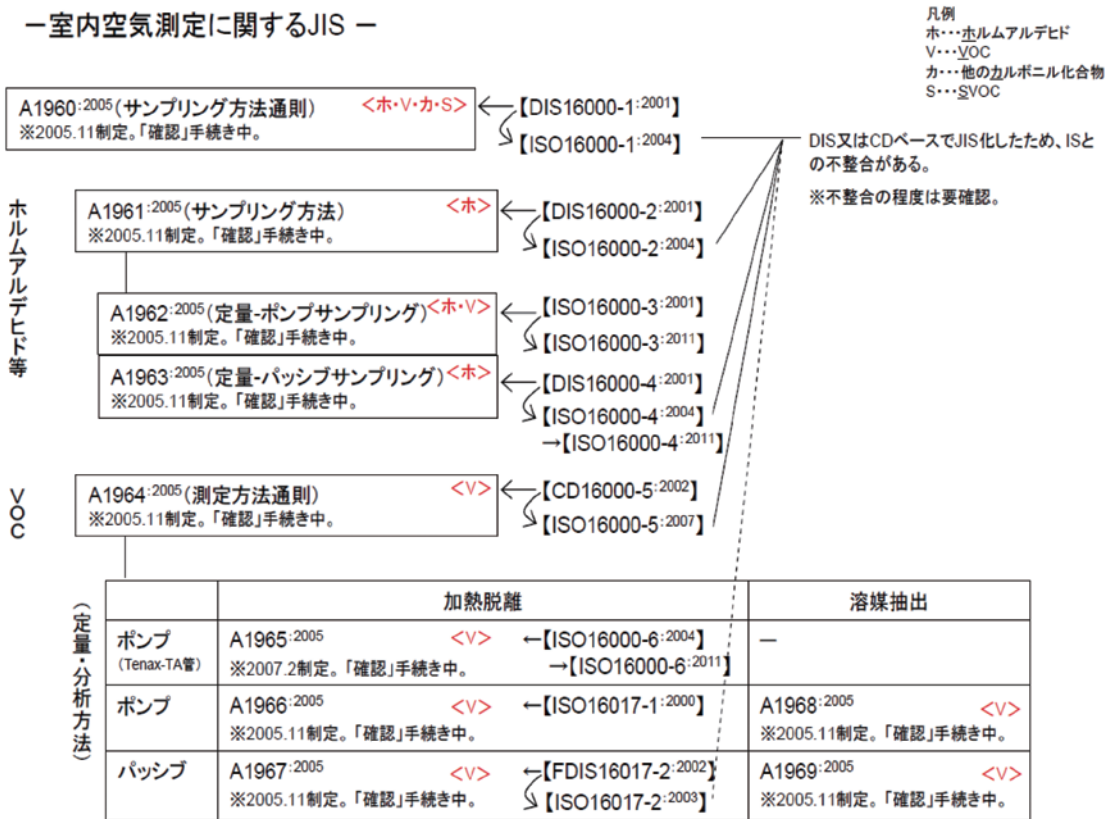 －室内空気測定に関するJIS －
凡例
ホ･･･ホルムアルデヒド
V･･･VOC
カ･･･他のカルボニル化合物
S･･･SVOC
A1960:2005(サンプリング方法通則) <ホ・V・カ・S>
※2005.11制定。「確認」手続き中。
←【DIS16000-1:2001】
【ISO16000-1:2004】
DIS又はCDベースでJIS化したため、ISと
の不整合がある。
※不整合の程度は要確認。
ホルムアルデヒド等
A1961:2005(サンプリング方法) <ホ>
※2005.11制定。「確認」手続き中。
←【DIS16000-2:2001】
【ISO16000-2:2004】
A1962:2005(定量-ポンプサンプリング)<ホ・V>
※2005.11制定。「確認」手続き中。
←【ISO16000-3:2001】
【ISO16000-3:2011】
A1963:2005(定量-パッシブサンプリング)<ホ>
※2005.11制定。「確認」手続き中。
←【DIS16000-4:2001】
【ISO16000-4:2004】
→【ISO16000-4:2011】
VOC
A1964:2005(測定方法通則) <V>
※2005.11制定。「確認」手続き中。
←【CD16000-5:2002】
【ISO16000-5:2007】
（定量・分析方法）
加熱脱離
溶媒抽出
ポンプ
(Tenax-TA管)
A1965:2005 <V> ←【ISO16000-6:2004】
※2007.2制定。「確認」手続き中。 →【ISO16000-6:2011】
－
ポンプ
A1966:2005 <V> ←【ISO16017-1:2000】
※2005.11制定。「確認」手続き中。
A1968:2005 <V>
※2005.11制定。「確認」手続き中。
パッシブ
A1967:2005 <V> ←【FDIS16017-2:2002】
※2005.11制定。「確認」手続き中。 【ISO16017-2:2003】
A1969:2005 <V>
※2005.11制定。「確認」手続き中。